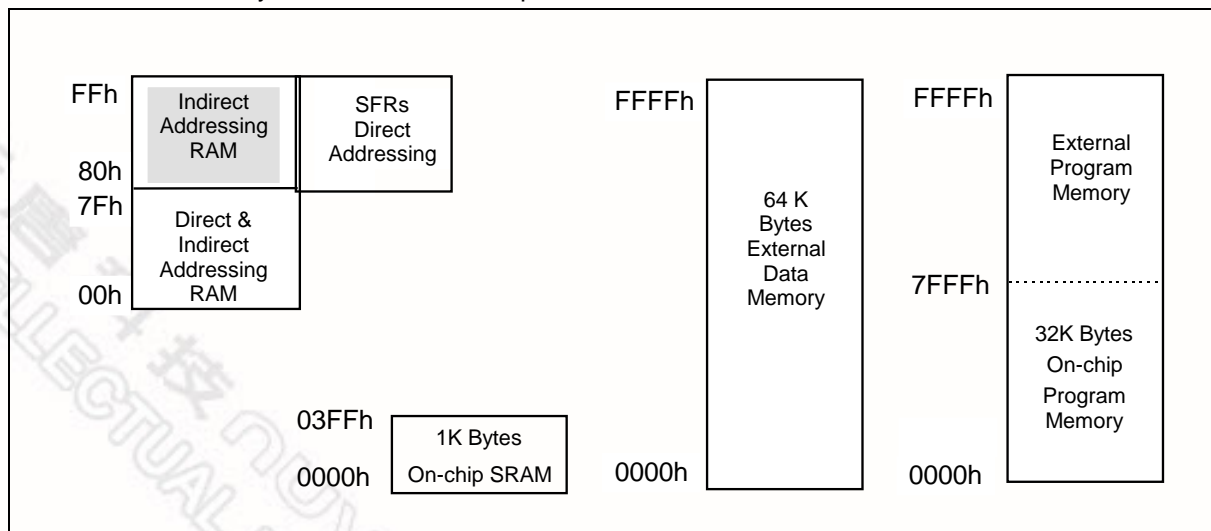 FFh
80h
7Fh
00h
Indirect
Addressing
RAM
SFRs
Direct
Addressing
Direct &
Indirect
Addressing
RAM
03FFh
0000h
1K Bytes
On-chip SRAM
FFFFh
0000h
64 K
Bytes
External
Data
Memory
FFFFh
7FFFh
0000h
External
Program
Memory
32K Bytes
On-chip
Program
Memory